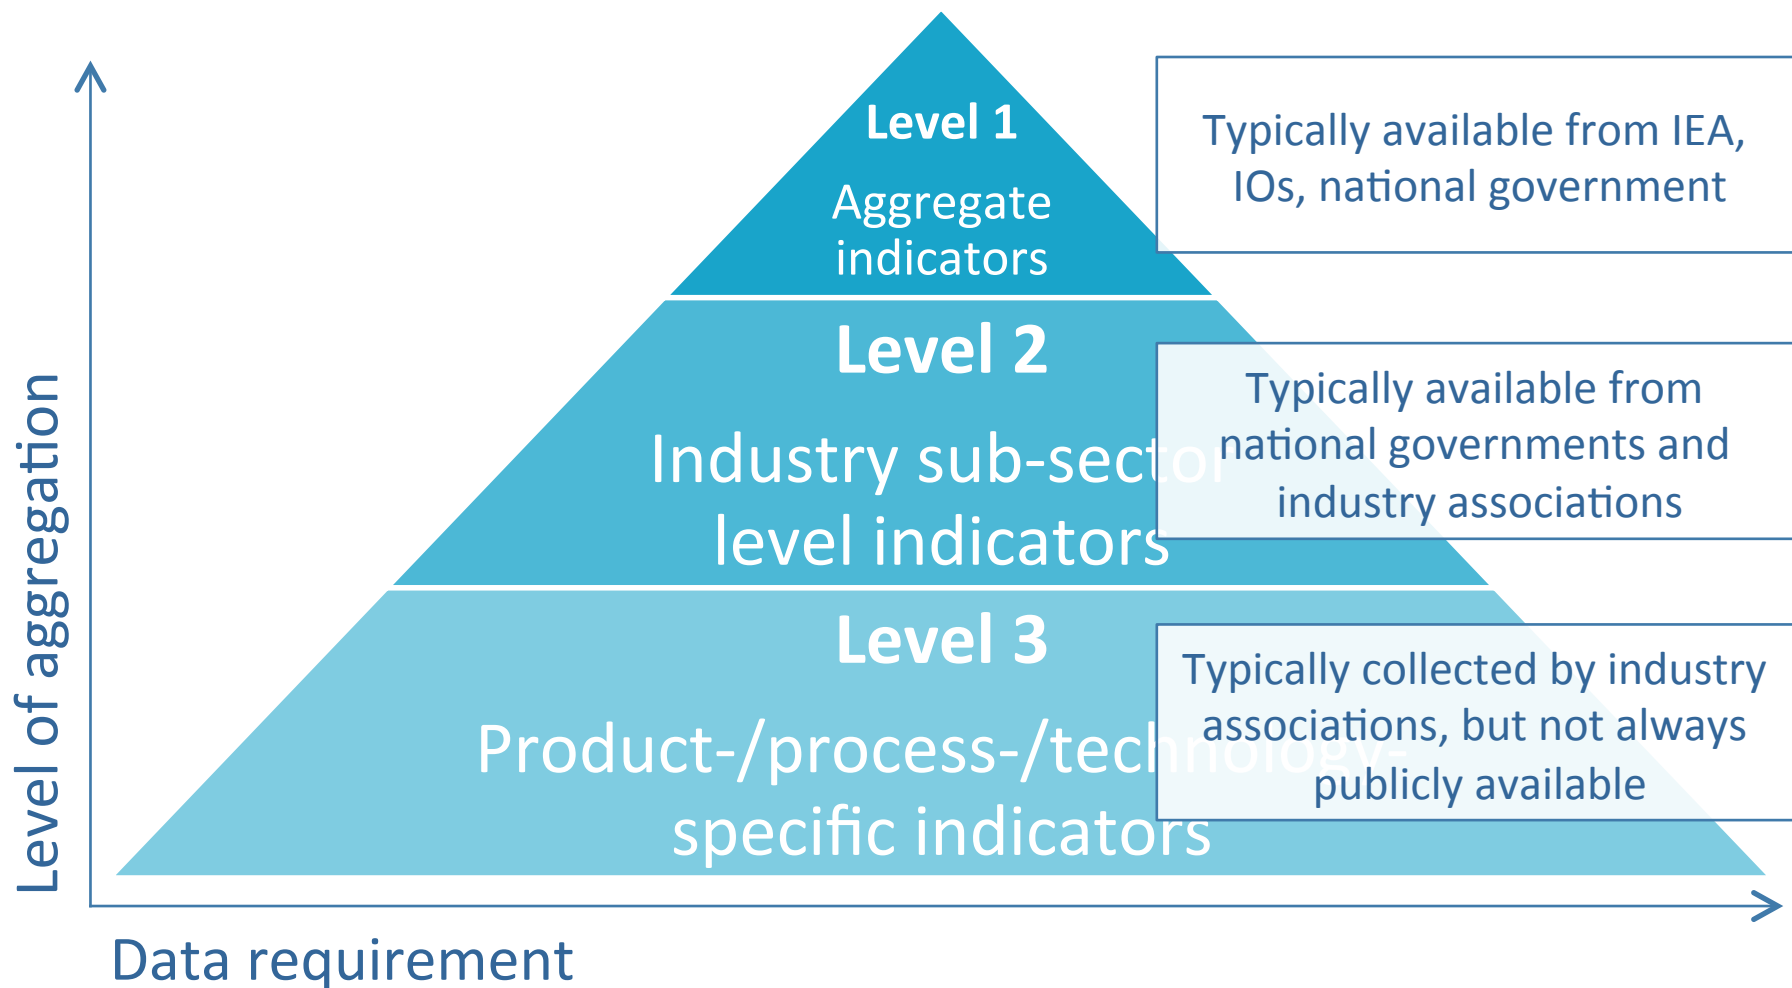 Level 1
Aggregate
indicators
Typically available from IEA,
IOs, national government
Level 2
Industry sub-sector
level indicators
Typically available from
national governments and
industry associations
Level 3
Product-/process-/technology-
specific indicators
Typically collected by industry
associations, but not always
publicly available
Level of aggregation
Data requirement